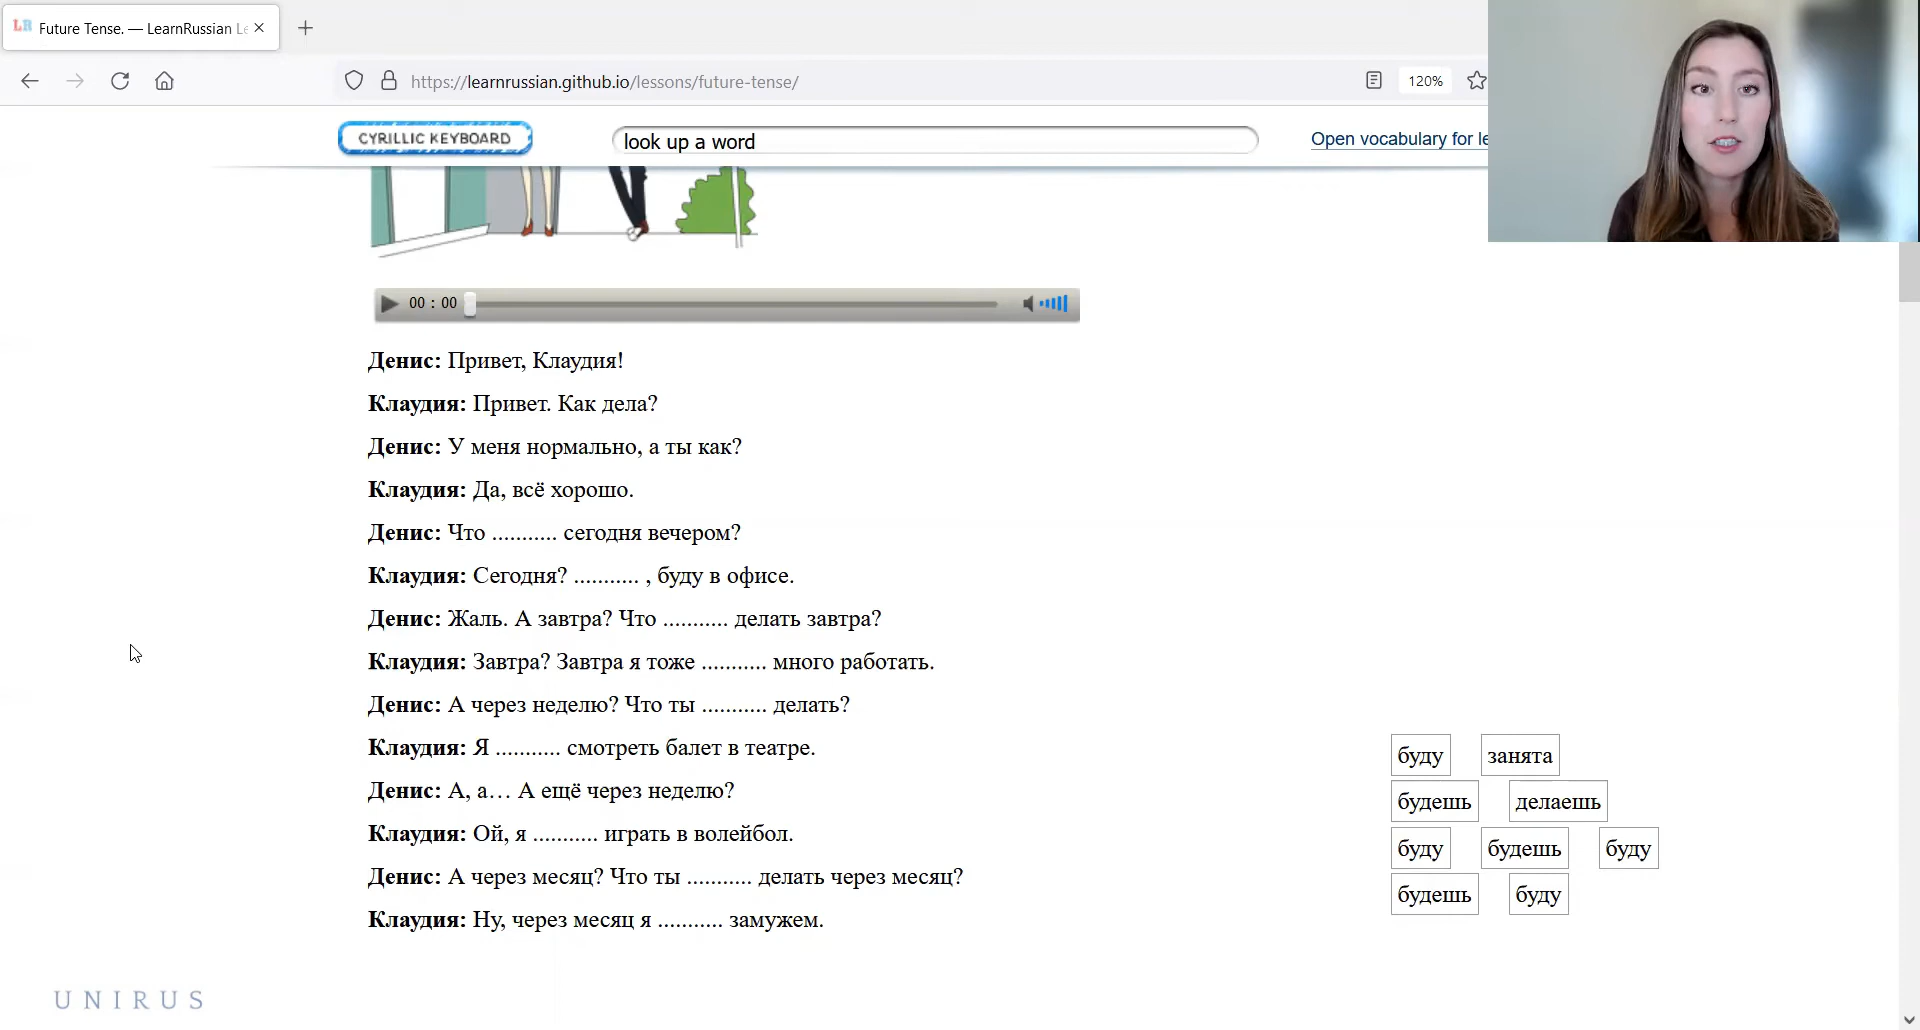 LR Future Tense. — LearnRussian Le
https://learnrussian.github.io/lessons/future-tense/
120%
CYRILLIC KEYBOARD
look up a word
Open vocabulary for le
00 : 00
Денис: Привет, Клаудия!
Клаудия: Привет. Как дела?
Денис: У меня нормально, а ты как?
Клаудия: Да, всё хорошо.
Денис: Что ........... сегодня вечером?
Клаудия: Сегодня? ........... , буду в офисе.
Денис: Жаль. А завтра? Что ........... делать завтра?
Клаудия: Завтра? Завтра я тоже ........... много работать.
Денис: А через неделю? Что ты ........... делать?
Клаудия: Я ........... смотреть балет в театре.
Денис: А, а… А ещё через неделю?
Клаудия: Ой, я ........... играть в волейбол.
Денис: А через месяц? Что ты ........... делать через месяц?
Клаудия: Ну, через месяц я ........... замужем.
буду занята
будешь делаешь
буду будешь буду
будешь буду
UNIRUS